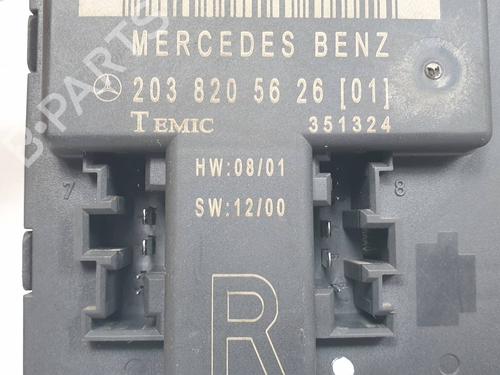 B-PARTS
MERCEDES BENZ
203 820 56 26 [01]
TEMIC 351324
HW:08/01
7 8
SW:12/00
R